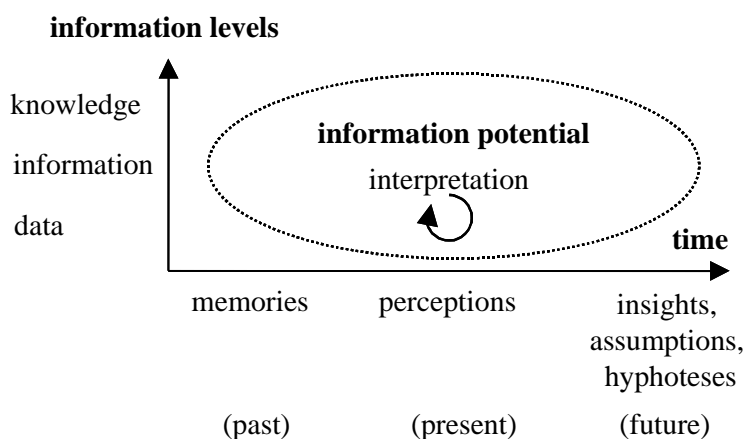 information levels
knowledge
information potential
information
interpretation
data
time
memories
perceptions
insights,
assumptions,
hyphoteses
(past)
(present)
(future)